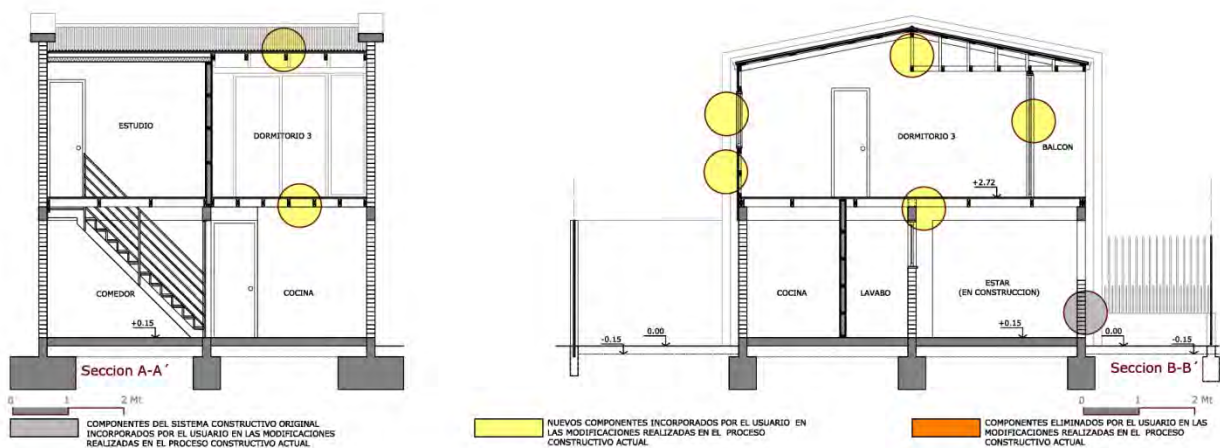 ESTUDIO
DORMITORIO 3
COMEDOR
COCINA
+0.15
Seccion A-A´
0 1 2 Mt
DORMITORIO 3
BALCON
+2.72
COCINA
LAVABO
ESTAR
(EN CONSTRUCCION)
+0.15
-0.15
0.00
0.00
-0.15
Seccion B-B´
0 1 2 Mt
COMPONENTES DEL SISTEMA CONSTRUCTIVO ORIGINAL
INCORPORADOS POR EL USUARIO EN LAS MODIFICACIONES
REALIZADAS EN EL PROCESO CONSTRUCTIVO ACTUAL
NUEVOS COMPONENTES INCORPORADOS POR EL USUARIO EN
LAS MODIFICACIONES REALIZADAS EN EL PROCESO
CONSTRUCTIVO ACTUAL
COMPONENTES ELIMINADOS POR EL USUARIO EN LAS
MODIFICACIONES REALIZADAS EN EL PROCESO
CONSTRUCTIVO ACTUAL